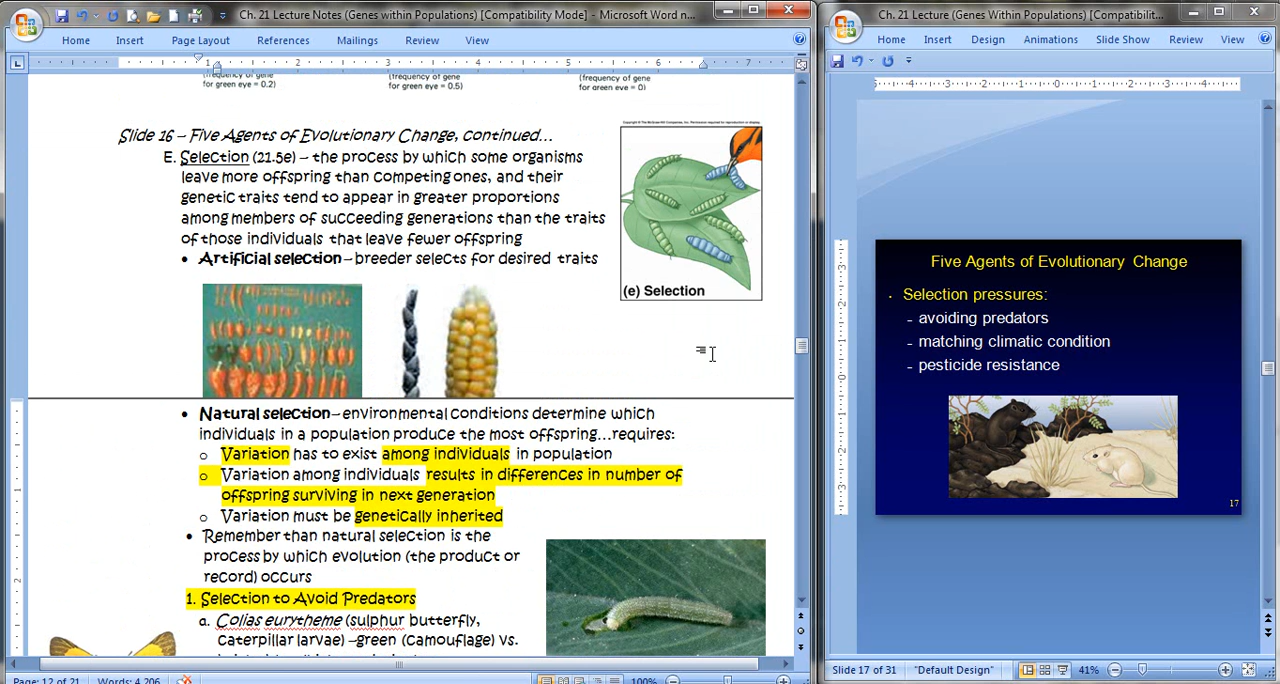 Ch. 21 Lecture Notes (Genes within Populations) [Compatibility Mode] - Microsoft Word n...
Home Insert Page Layout References Mailings Review View
1 2 3 4 5 6 7
(frequency of gene for green eye = 0.2)
(frequency of gene for green eye = 0.5)
(frequency of gene for green eye = 0)
Slide 16 – Five Agents of Evolutionary Change, continued...
E. Selection (21.5e) – the process by which some organisms
leave more offspring than competing ones, and their
genetic traits tend to appear in greater proportions
among members of succeeding generations than the traits
of those individuals that leave fewer offspring
• Artificial selection – breeder selects for desired traits
(e) Selection
• Natural selection – environmental conditions determine which
individuals in a population produce the most offspring...requires:
o Variation has to exist among individuals in population
o Variation among individuals results in differences in number of
offspring surviving in next generation
o Variation must be genetically inherited
• Remember than natural selection is the
process by which evolution (the product or
record) occurs
1. Selection to Avoid Predators
a. Colias eurytheme (sulphur butterfly,
caterpillar larvae) –green (camouflage) vs.
Page: 12 of 21 Words: 4,206 100%
Ch. 21 Lecture (Genes Within Populations) [Compatibilit...
Home Insert Design Animations Slide Show Review View
Five Agents of Evolutionary Change
· Selection pressures:
– avoiding predators
– matching climatic condition
– pesticide resistance
17
Slide 17 of 31 "Default Design" 41%